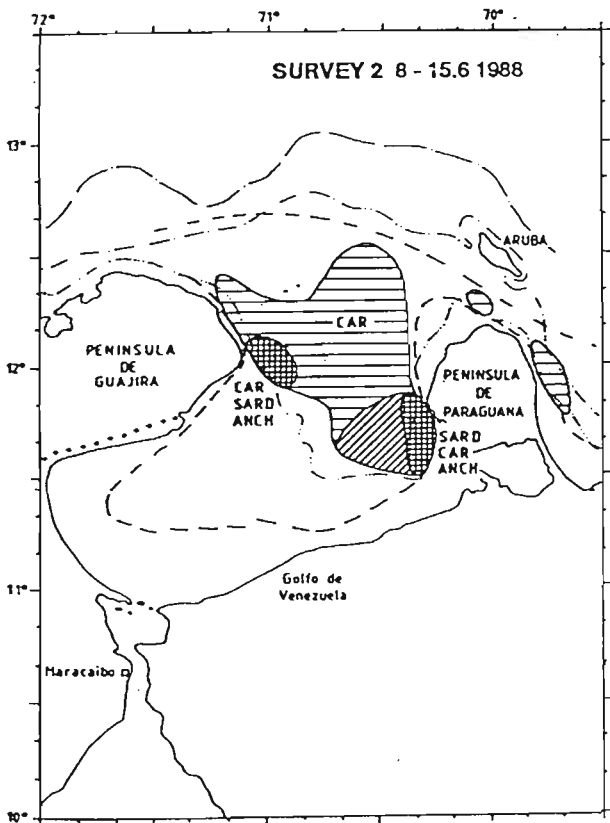 72°
71°
70°
SURVEY 2 8 - 15.6 1988
13°
ARUBA
CAR
12°
PENINSULA
DE
GUAJIRA
PENINSULA
DE
PARAGUANA
CAR
SARD
ANCH
SARD
CAR
ANCH
11°
Golfo de
Venezuela
Maracaibo
10°